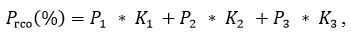 Pгсо(%) = P₁ * K₁ + P₂ * K₂ + P₃ * K₃ ,